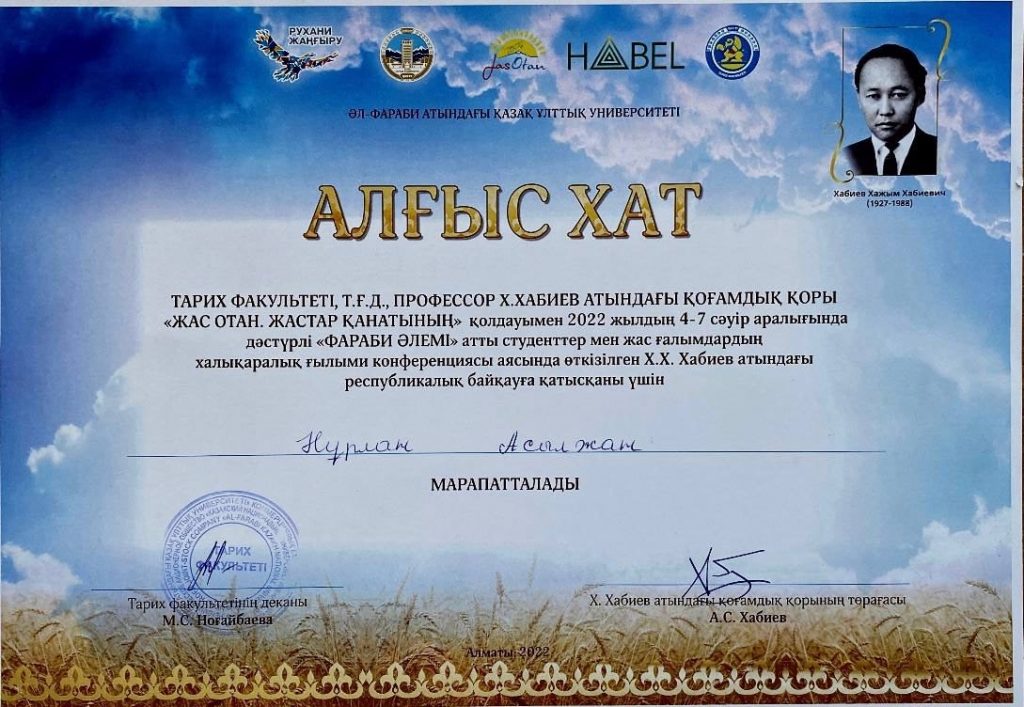 РУХАНИ
ЖАҢҒЫРУ
JasOtan
HABEL
ӘЛ-ФАРАБИ АТЫНДАҒЫ ҚАЗАҚ ҰЛТТЫҚ УНИВЕРСИТЕТІ
Хабиев Хажым Хабиевич
(1927-1988)
АЛҒЫС ХАТ
ТАРИХ ФАКУЛЬТЕТІ, Т.Ғ.Д., ПРОФЕССОР Х.ХАБИЕВ АТЫНДАҒЫ ҚОҒАМДЫҚ ҚОРЫ
«ЖАС ОТАН. ЖАСТАР ҚАНАТЫНЫҢ» қолдауымен 2022 жылдың 4-7 сәуір аралығында
дәстүрлі «ФАРАБИ ӘЛЕМІ» атты студенттер мен жас ғалымдардың
халықаралық ғылыми конференциясы аясында өткізілген Х.Х. Хабиев атындағы
республикалық байқауға қатысқаны үшін
Нұрлан Асылжан
МАРАПАТТАЛАДЫ
ТАРИХ
ФАКУЛЬТЕТІ
Тарих факультетінің деканы
М.С. Ноғайбаева
Х. Хабиев атындағы қоғамдық қорының төрағасы
А.С. Хабиев
Алматы, 2022